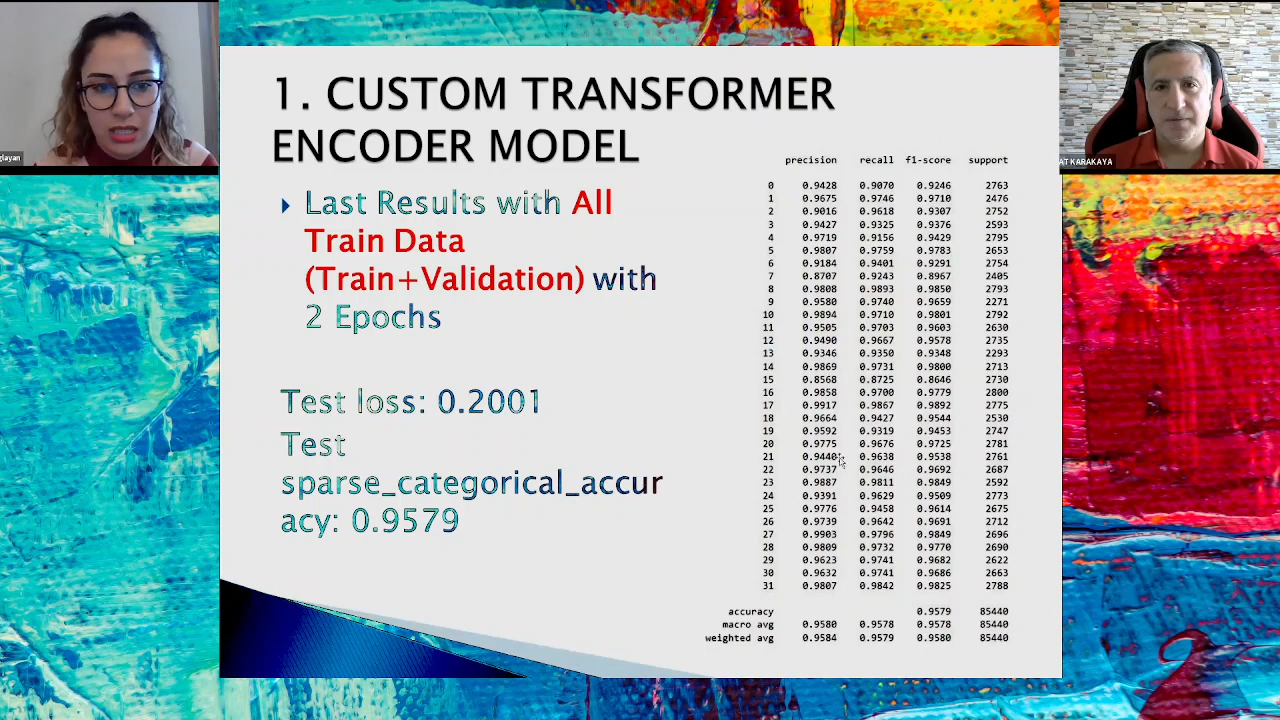 1. CUSTOM TRANSFORMER
ENCODER MODEL
Last Results with All
Train Data
(Train+Validation) with
2 Epochs
Test loss: 0.2001
Test
sparse_categorical_accur
acy: 0.9579
precision recall f1-score support
0 0.9428 0.9070 0.9246 2763
1 0.9675 0.9746 0.9710 2476
2 0.9016 0.9618 0.9307 2752
3 0.9427 0.9325 0.9376 2593
4 0.9719 0.9156 0.9429 2795
5 0.9807 0.9759 0.9783 2653
6 0.9184 0.9401 0.9291 2754
7 0.8707 0.9243 0.8967 2405
8 0.9808 0.9893 0.9850 2793
9 0.9580 0.9740 0.9659 2271
10 0.9894 0.9710 0.9801 2792
11 0.9505 0.9703 0.9603 2630
12 0.9490 0.9667 0.9578 2735
13 0.9346 0.9350 0.9348 2293
14 0.9869 0.9731 0.9800 2713
15 0.8568 0.8725 0.8646 2730
16 0.9858 0.9700 0.9779 2800
17 0.9917 0.9867 0.9892 2775
18 0.9664 0.9427 0.9544 2530
19 0.9592 0.9319 0.9453 2747
20 0.9775 0.9676 0.9725 2781
21 0.9440 0.9638 0.9538 2761
22 0.9737 0.9646 0.9692 2687
23 0.9887 0.9811 0.9849 2592
24 0.9391 0.9629 0.9509 2773
25 0.9776 0.9458 0.9614 2675
26 0.9739 0.9642 0.9691 2712
27 0.9903 0.9796 0.9849 2696
28 0.9809 0.9732 0.9770 2690
29 0.9623 0.9741 0.9682 2622
30 0.9632 0.9741 0.9686 2663
31 0.9807 0.9842 0.9825 2788
accuracy 0.9579 85440
macro avg 0.9580 0.9578 0.9578 85440
weighted avg 0.9584 0.9579 0.9580 85440
glayan
AT KARAKAYA